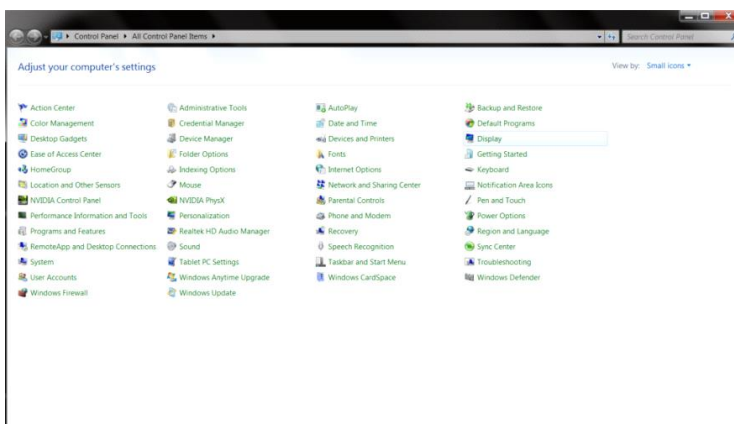 Control Panel ▸ All Control Panel Items ▸
Search Control Panel
Adjust your computer's settings
View by: Small icons
Action Center Administrative Tools AutoPlay Backup and Restore
Color Management Credential Manager Date and Time Default Programs
Desktop Gadgets Device Manager Devices and Printers Display
Ease of Access Center Folder Options Fonts Getting Started
HomeGroup Indexing Options Internet Options Keyboard
Location and Other Sensors Mouse Network and Sharing Center Notification Area Icons
NVIDIA Control Panel NVIDIA PhysX Parental Controls Pen and Touch
Performance Information and Tools Personalization Phone and Modem Power Options
Programs and Features Realtek HD Audio Manager Recovery Region and Language
RemoteApp and Desktop Connections Sound Speech Recognition Sync Center
System Tablet PC Settings Taskbar and Start Menu Troubleshooting
User Accounts Windows Anytime Upgrade Windows CardSpace Windows Defender
Windows Firewall Windows Update